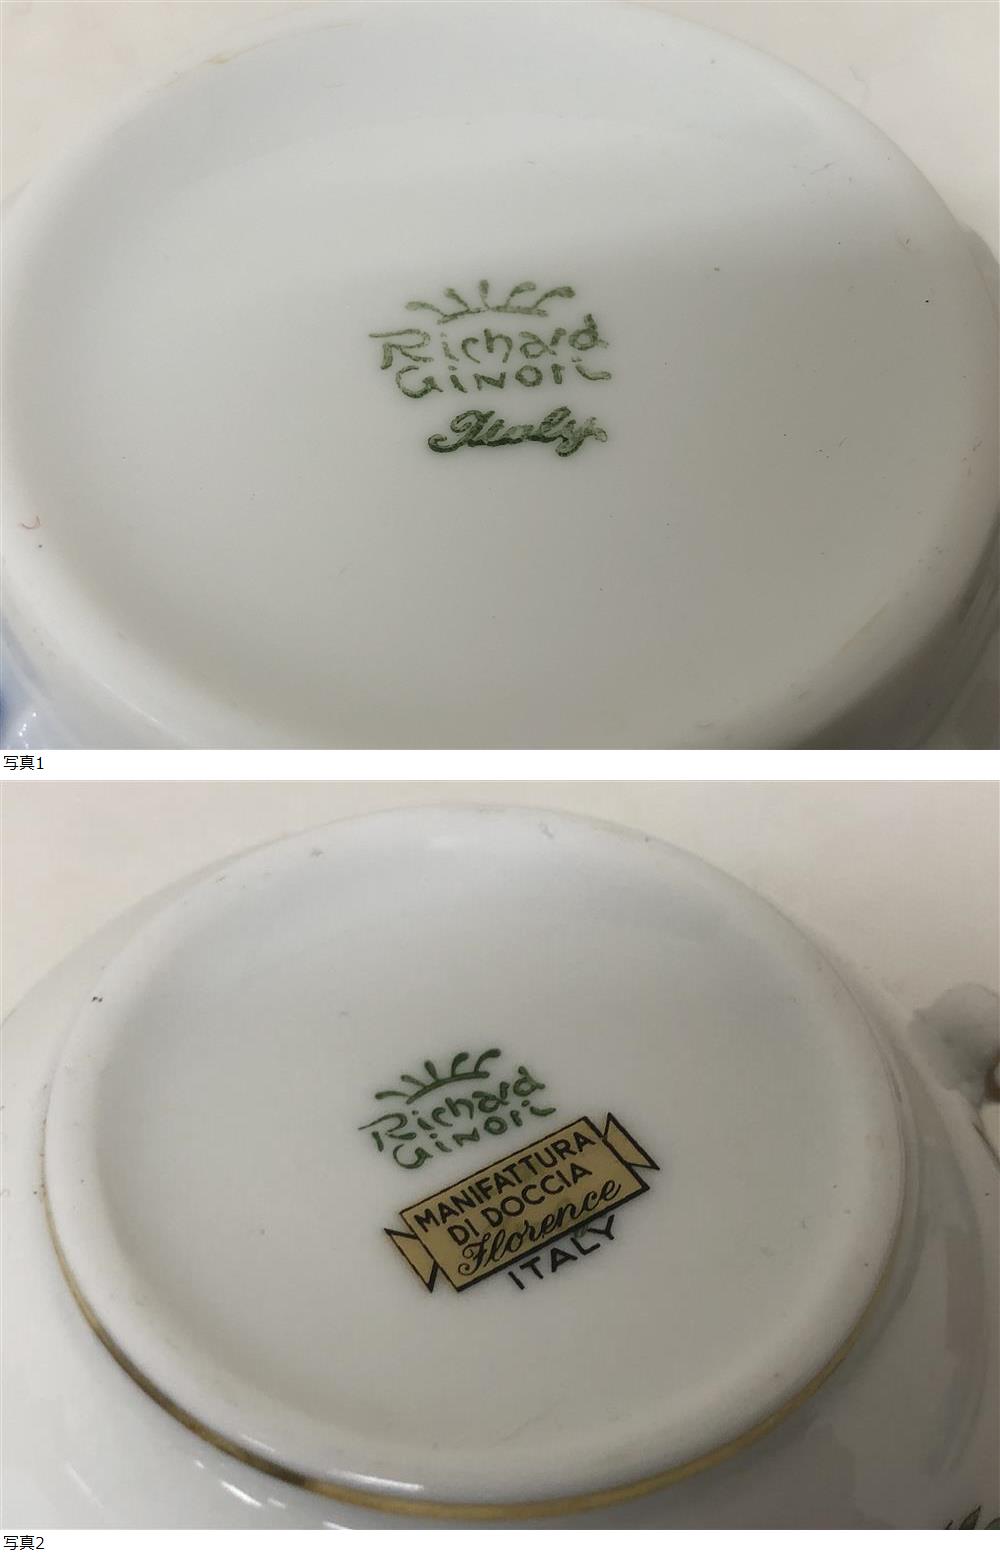 Richard
Ginori
Italy
写真1
Richard
Ginori
MANIFATTURA
DI DOCCIA
Florence
ITALY
写真2